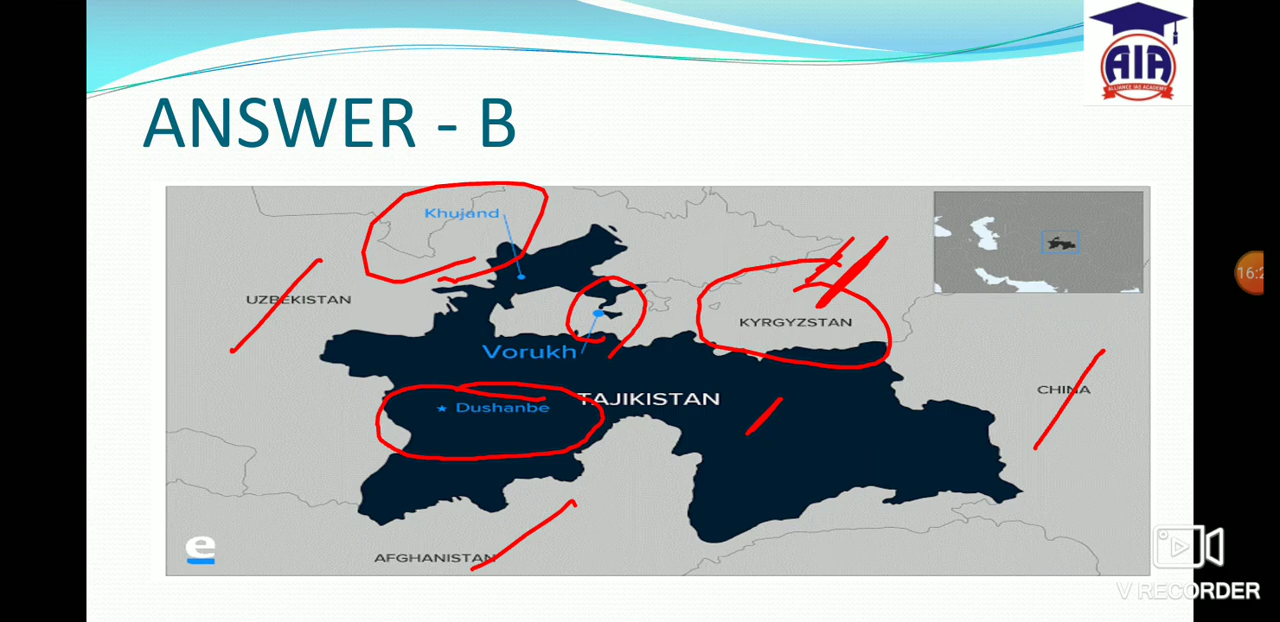 AIA
ALLIANCE IAS ACADEMY
ANSWER - B
Khujand
UZBEKISTAN
KYRGYZSTAN
Vorukh
TAJIKISTAN
CHINA
Dushanbe
AFGHANISTAN
e
16:2
V RECORDER